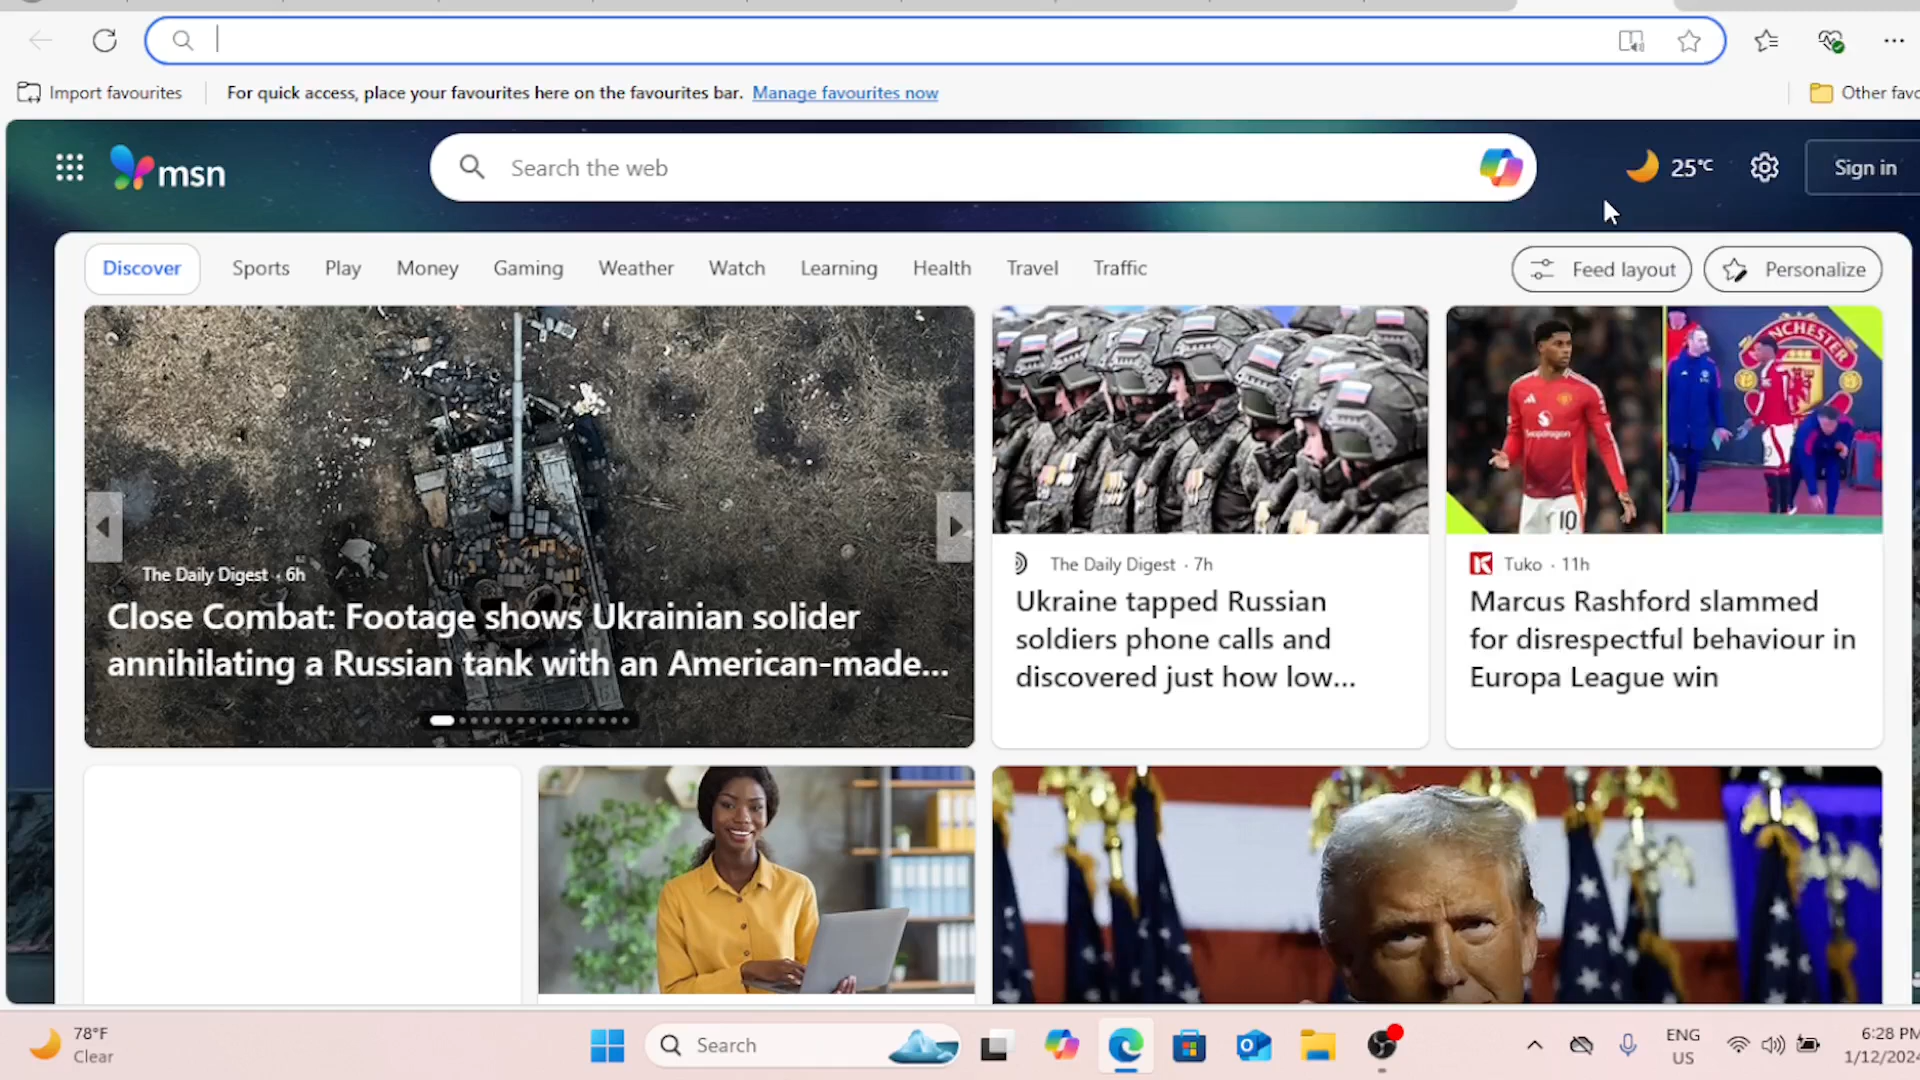 Import favourites
For quick access, place your favourites here on the favourites bar. Manage favourites now
Other favo
msn
Search the web
25°C
Sign in
Discover
Sports
Play
Money
Gaming
Weather
Watch
Learning
Health
Travel
Traffic
Feed layout
Personalize
The Daily Digest · 6h
Close Combat: Footage shows Ukrainian solider
annihilating a Russian tank with an American-made...
The Daily Digest · 7h
Ukraine tapped Russian
soldiers phone calls and
discovered just how low...
NCHESTER
Snapdragon
10
Tuko · 11h
Marcus Rashford slammed
for disrespectful behaviour in
Europa League win
78°F
Clear
Search
ENG
US
6:28 PM
1/12/2024